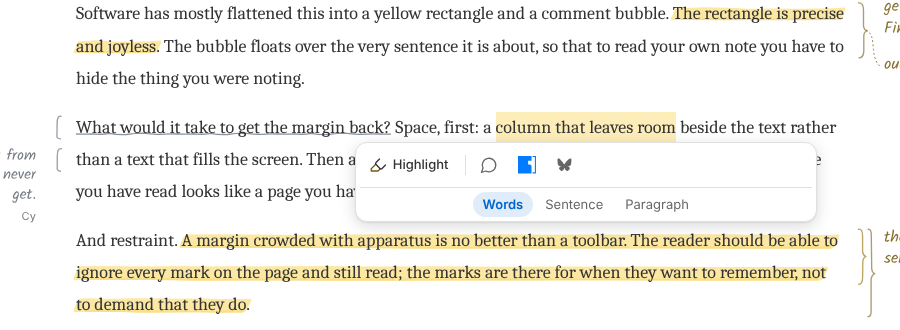 Software has mostly flattened this into a yellow rectangle and a comment bubble. The rectangle is precise
and joyless. The bubble floats over the very sentence it is about, so that to read your own note you have to
hide the thing you were noting.
ge
Fir
ou
What would it take to get the margin back? Space, first: a column that leaves room beside the text rather
than a text that fills the screen. Then a
you have read looks like a page you ha
from
never
get.
Cy
Highlight
Words Sentence Paragraph
And restraint. A margin crowded with apparatus is no better than a toolbar. The reader should be able to
ignore every mark on the page and still read; the marks are there for when they want to remember, not
to demand that they do.
the
se